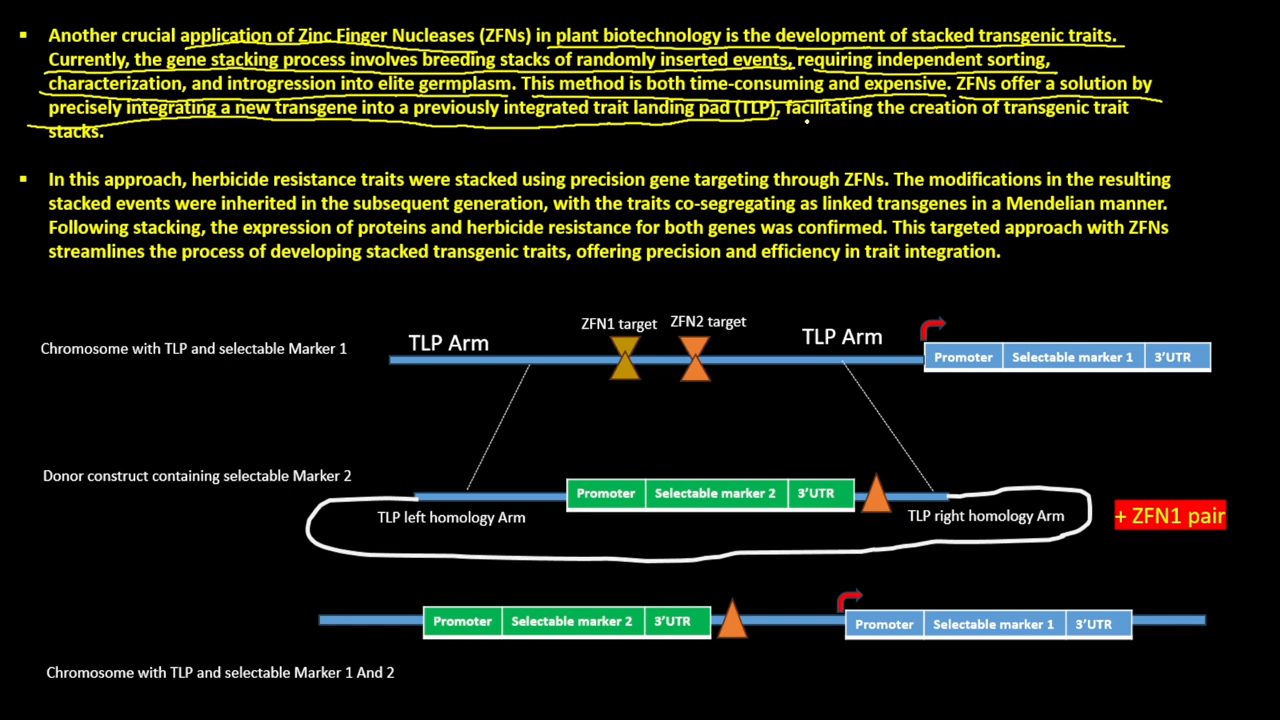 ▪ Another crucial application of Zinc Finger Nucleases (ZFNs) in plant biotechnology is the development of stacked transgenic traits.
Currently, the gene stacking process involves breeding stacks of randomly inserted events, requiring independent sorting,
characterization, and introgression into elite germplasm. This method is both time-consuming and expensive. ZFNs offer a solution by
precisely integrating a new transgene into a previously integrated trait landing pad (TLP), facilitating the creation of transgenic trait
stacks.
▪ In this approach, herbicide resistance traits were stacked using precision gene targeting through ZFNs. The modifications in the resulting
stacked events were inherited in the subsequent generation, with the traits co-segregating as linked transgenes in a Mendelian manner.
Following stacking, the expression of proteins and herbicide resistance for both genes was confirmed. This targeted approach with ZFNs
streamlines the process of developing stacked transgenic traits, offering precision and efficiency in trait integration.
ZFN1 target ZFN2 target
TLP Arm TLP Arm
Chromosome with TLP and selectable Marker 1
Promoter Selectable marker 1 3'UTR
Donor construct containing selectable Marker 2
Promoter Selectable marker 2 3'UTR
TLP left homology Arm TLP right homology Arm
+ ZFN1 pair
Promoter Selectable marker 2 3'UTR Promoter Selectable marker 1 3'UTR
Chromosome with TLP and selectable Marker 1 And 2